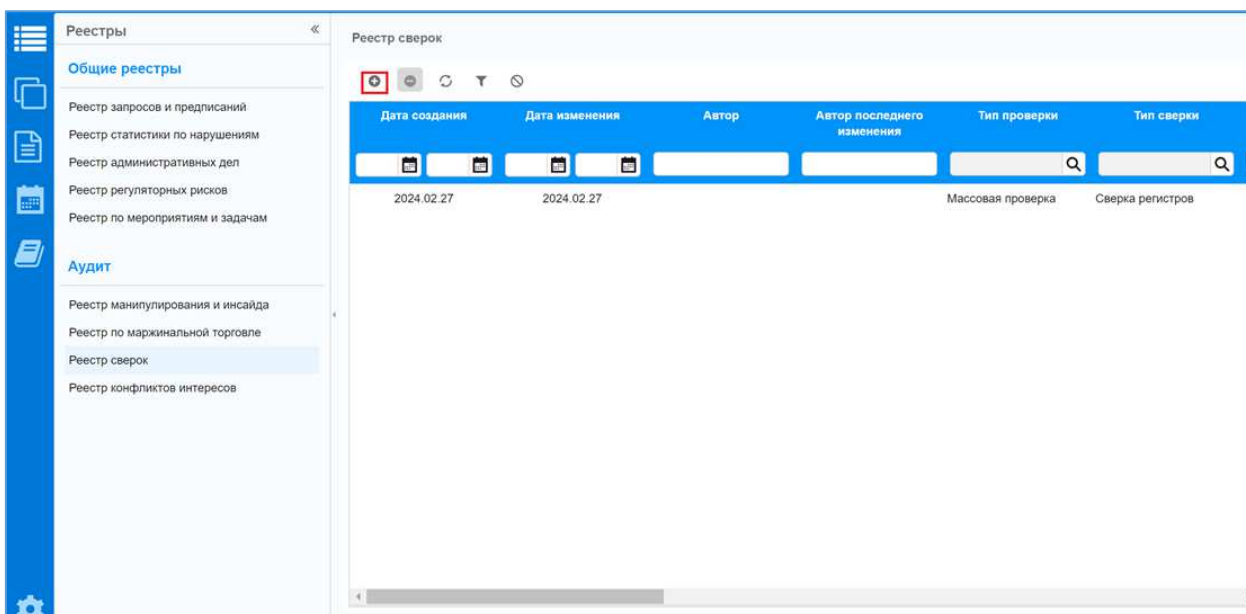 Реестры
Общие реестры
Реестр запросов и предписаний
Реестр статистики по нарушениям
Реестр административных дел
Реестр регуляторных рисков
Реестр по мероприятиям и задачам
Аудит
Реестр манипулирования и инсайда
Реестр по маржинальной торговле
Реестр сверок
Реестр конфликтов интересов
Реестр сверок
Дата создания
Дата изменения
Автор
Автор последнего
изменения
Тип проверки
Тип сверки
2024.02.27
2024.02.27
Массовая проверка
Сверка регистров